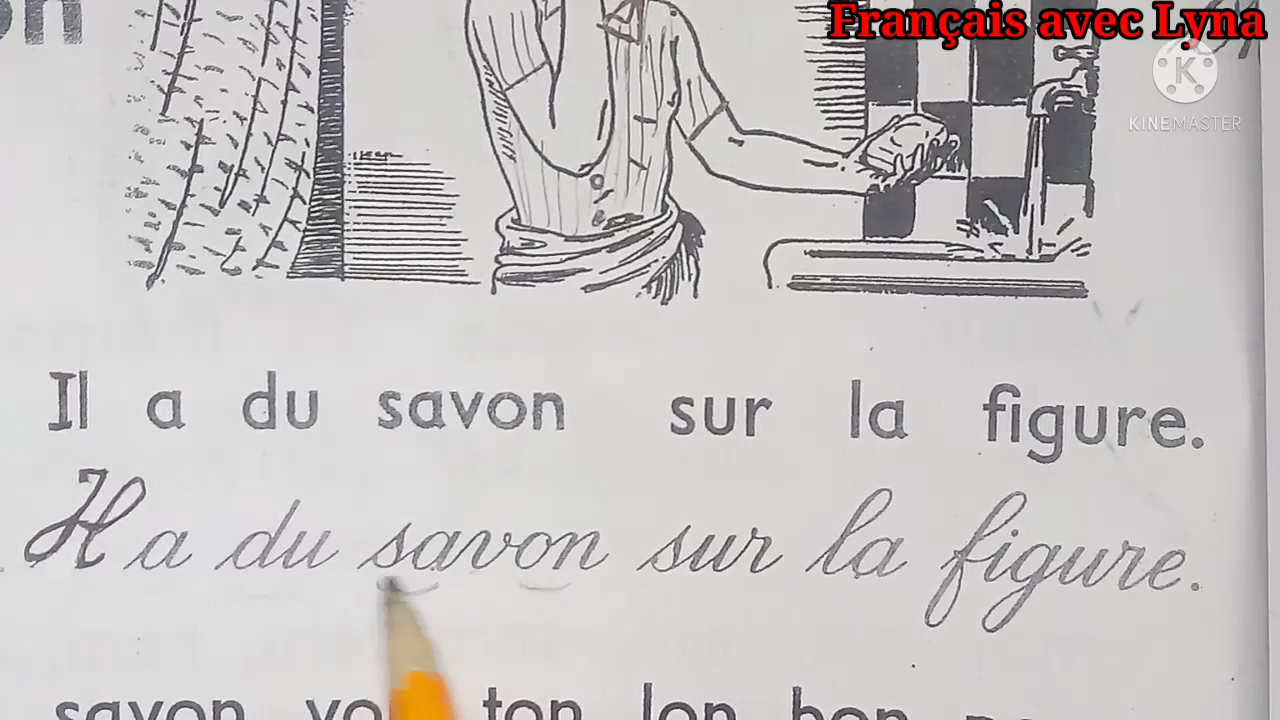 Français avec Lyna
KINEMASTER
Il a du savon sur la figure.
Il a du savon sur la figure.
savon ton lon bon